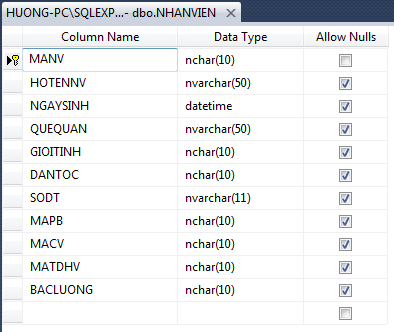 HUONG-PC\SQLEXP...- dbo.NHANVIEN
Column Name Data Type Allow Nulls
MANV nchar(10)
HOTENNV nvarchar(50)
NGAYSINH datetime
QUEQUAN nvarchar(50)
GIOITINH nchar(10)
DANTOC nchar(10)
SODT nvarchar(11)
MAPB nchar(10)
MACV nchar(10)
MATDHV nchar(10)
BACLUONG nchar(10)